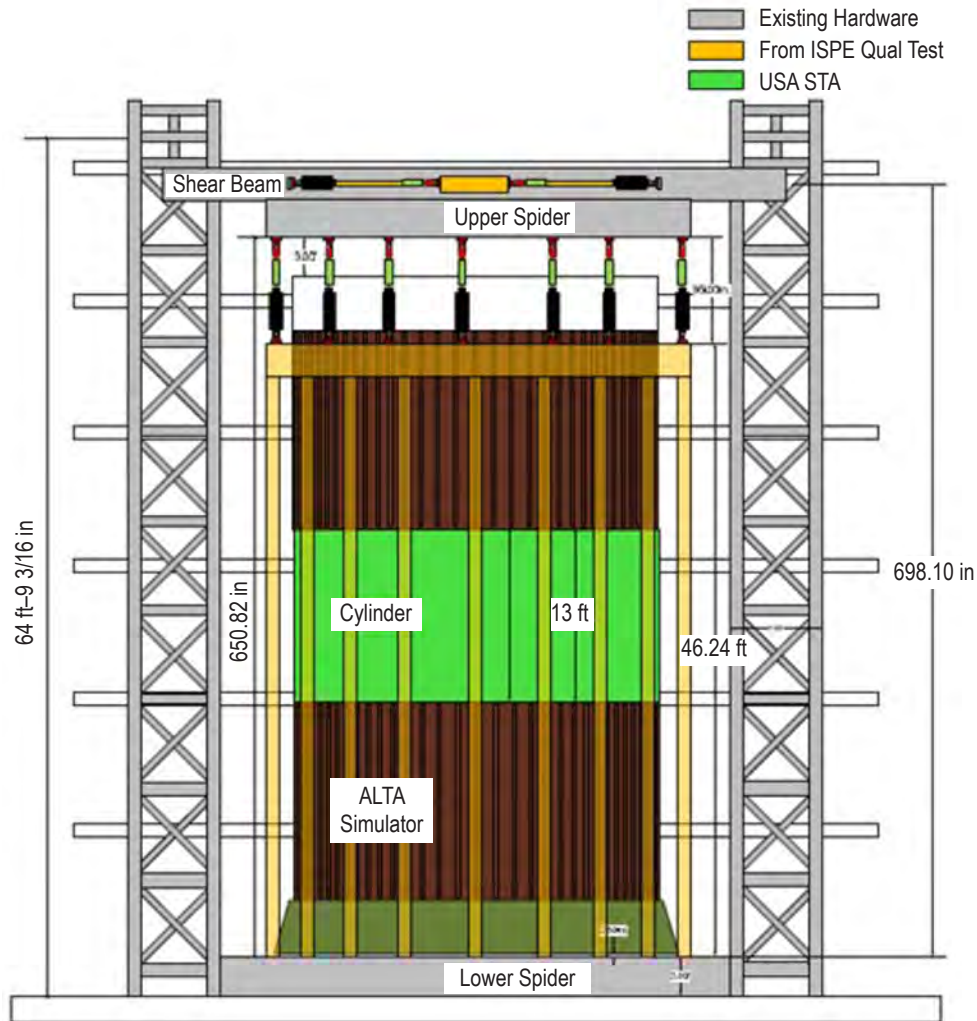 Existing Hardware
From ISPE Qual Test
USA STA
Shear Beam
Upper Spider
64 ft–9 3/16 in
650.82 in
Cylinder
13 ft
46.24 ft
698.10 in
ALTA
Simulator
Lower Spider